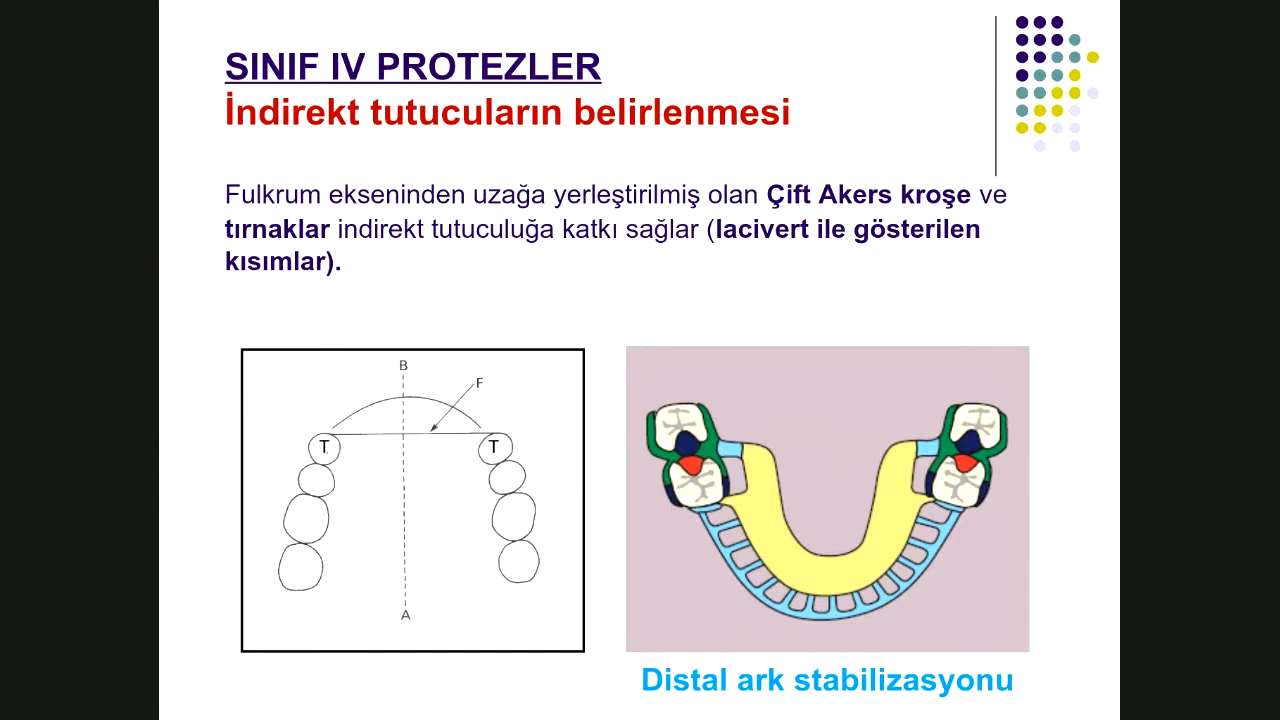 SINIF IV PROTEZLER
İndirekt tutucuların belirlenmesi
Fulkrum ekseninden uzağa yerleştirilmiş olan Çift Akers kroşe ve
tırnaklar indirekt tutuculuğa katkı sağlar (lacivert ile gösterilen
kısımlar).
B
F
T
T
A
Distal ark stabilizasyonu